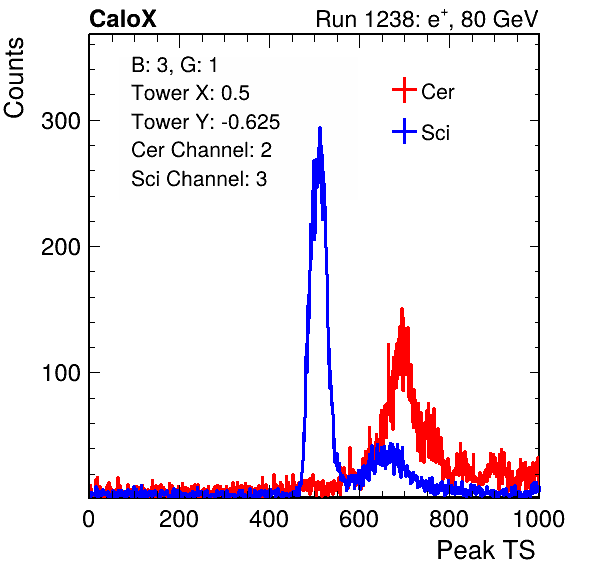 CaloX
Run 1238: e+, 80 GeV
Counts
B: 3, G: 1
Tower X: 0.5
Tower Y: -0.625
Cer Channel: 2
Sci Channel: 3
Cer
Sci
300
200
100
0 200 400 600 800 1000
Peak TS